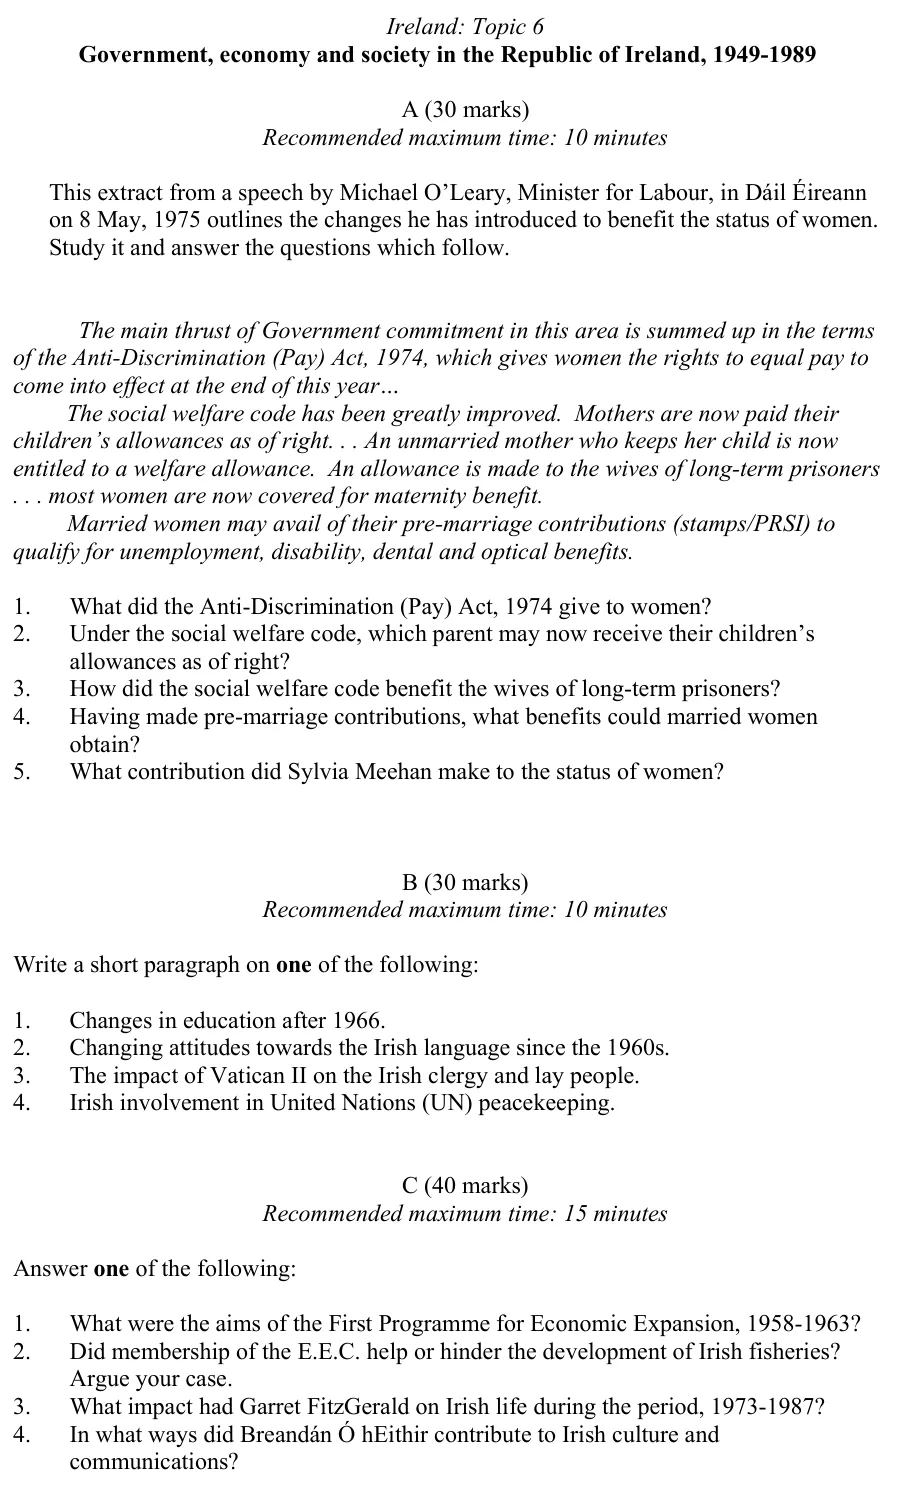 Ireland: Topic 6
Government, economy and society in the Republic of Ireland, 1949-1989
A (30 marks)
Recommended maximum time: 10 minutes
This extract from a speech by Michael O’Leary, Minister for Labour, in Dáil Éireann
on 8 May, 1975 outlines the changes he has introduced to benefit the status of women.
Study it and answer the questions which follow.
The main thrust of Government commitment in this area is summed up in the terms
of the Anti-Discrimination (Pay) Act, 1974, which gives women the rights to equal pay to
come into effect at the end of this year…
The social welfare code has been greatly improved. Mothers are now paid their
children’s allowances as of right. . . An unmarried mother who keeps her child is now
entitled to a welfare allowance. An allowance is made to the wives of long-term prisoners
. . . most women are now covered for maternity benefit.
Married women may avail of their pre-marriage contributions (stamps/PRSI) to
qualify for unemployment, disability, dental and optical benefits.
1. What did the Anti-Discrimination (Pay) Act, 1974 give to women?
2. Under the social welfare code, which parent may now receive their children’s
allowances as of right?
3. How did the social welfare code benefit the wives of long-term prisoners?
4. Having made pre-marriage contributions, what benefits could married women
obtain?
5. What contribution did Sylvia Meehan make to the status of women?
B (30 marks)
Recommended maximum time: 10 minutes
Write a short paragraph on one of the following:
1. Changes in education after 1966.
2. Changing attitudes towards the Irish language since the 1960s.
3. The impact of Vatican II on the Irish clergy and lay people.
4. Irish involvement in United Nations (UN) peacekeeping.
C (40 marks)
Recommended maximum time: 15 minutes
Answer one of the following:
1. What were the aims of the First Programme for Economic Expansion, 1958-1963?
2. Did membership of the E.E.C. help or hinder the development of Irish fisheries?
Argue your case.
3. What impact had Garret FitzGerald on Irish life during the period, 1973-1987?
4. In what ways did Breandán Ó hEithir contribute to Irish culture and
communications?